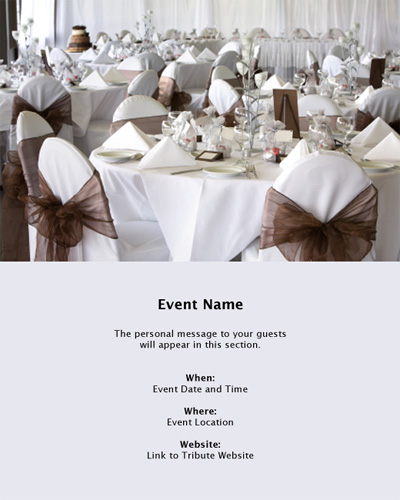 Event Name
The personal message to your guests
will appear in this section.
When:
Event Date and Time
Where:
Event Location
Website:
Link to Tribute Website